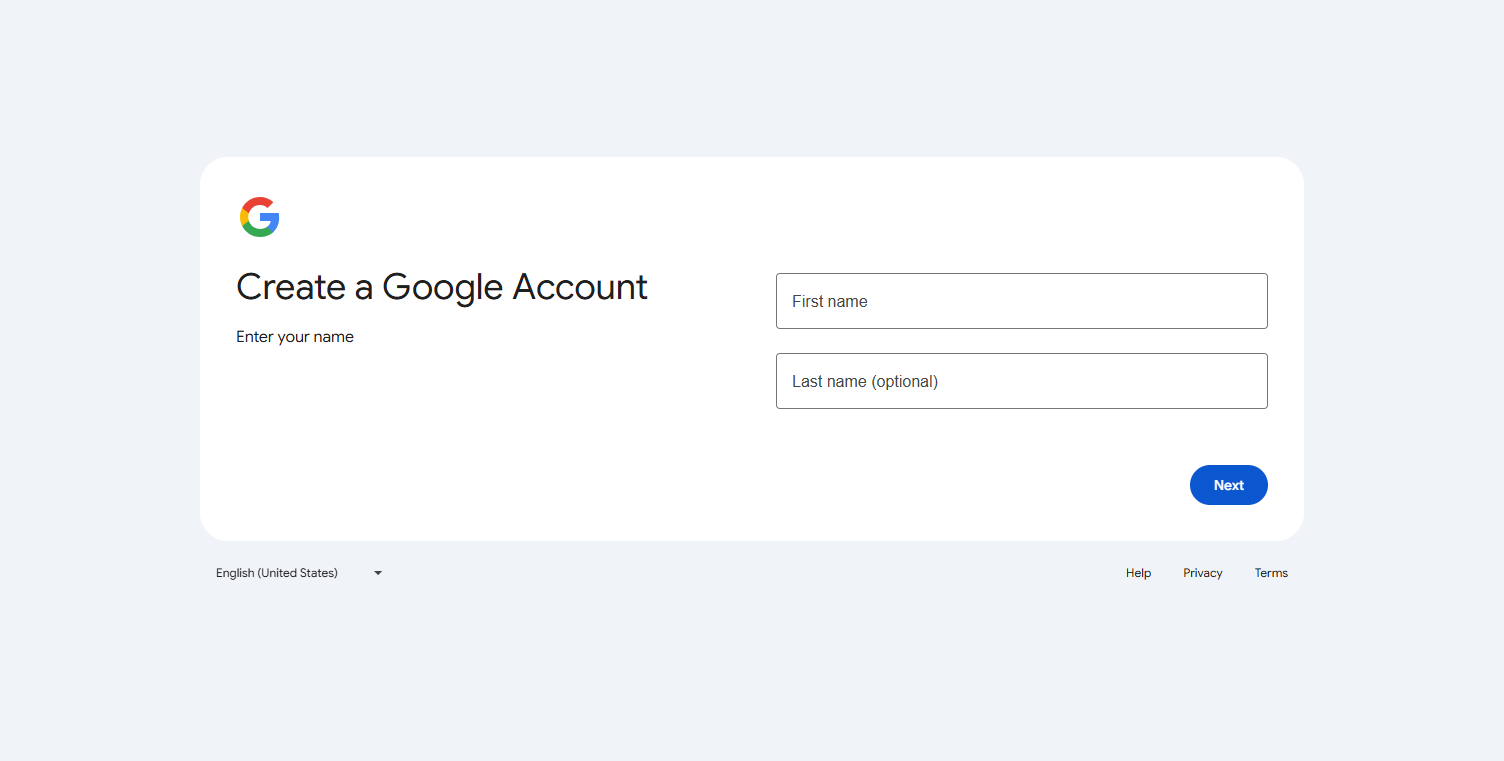 Create a Google Account
Enter your name
First name
Last name (optional)
Next
English (United States)
Help
Privacy
Terms